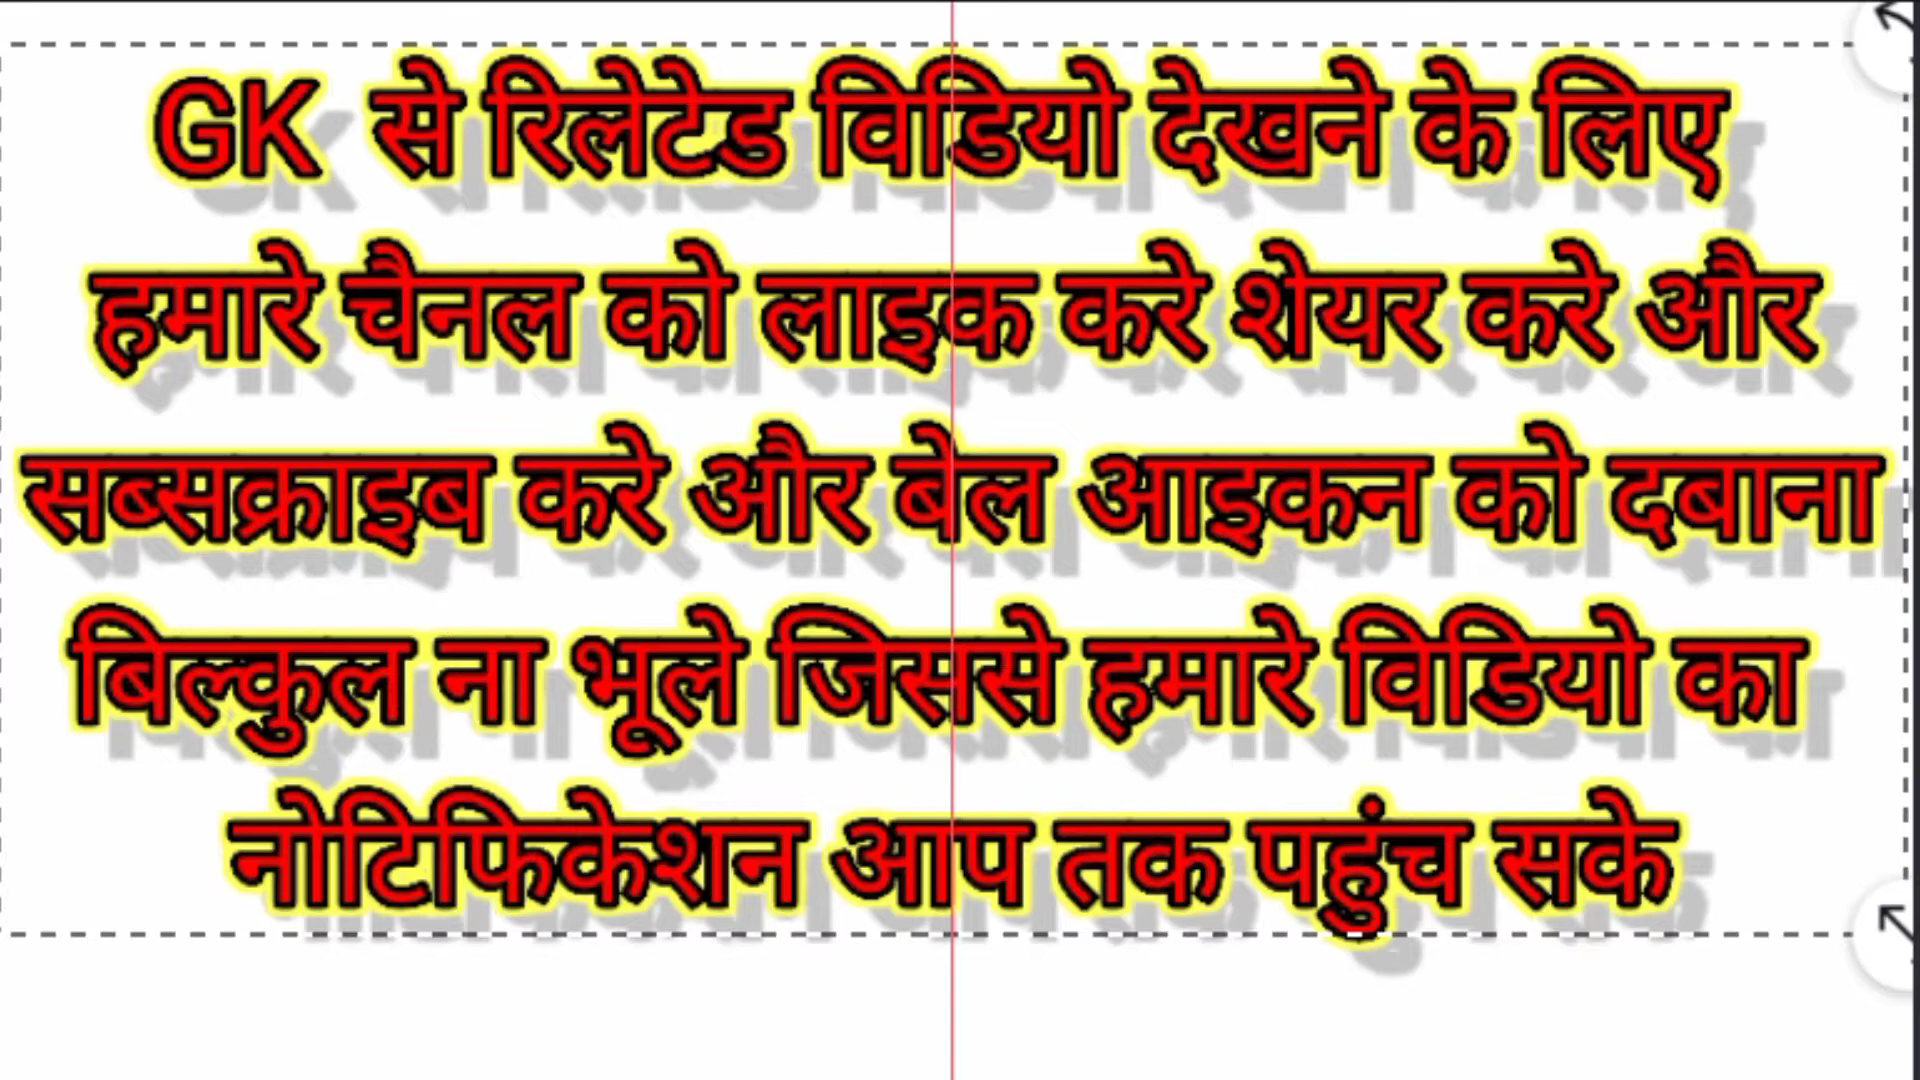 GK से रिलेटेड विडियो देखने के लिए
हमारे चैनल को लाइक करे शेयर करे और
सब्सक्राइब करे और बेल आइकन को दबाना
बिल्कुल ना भूले जिससे हमारे विडियो का
नोटिफिकेशन आप तक पहुंच सके